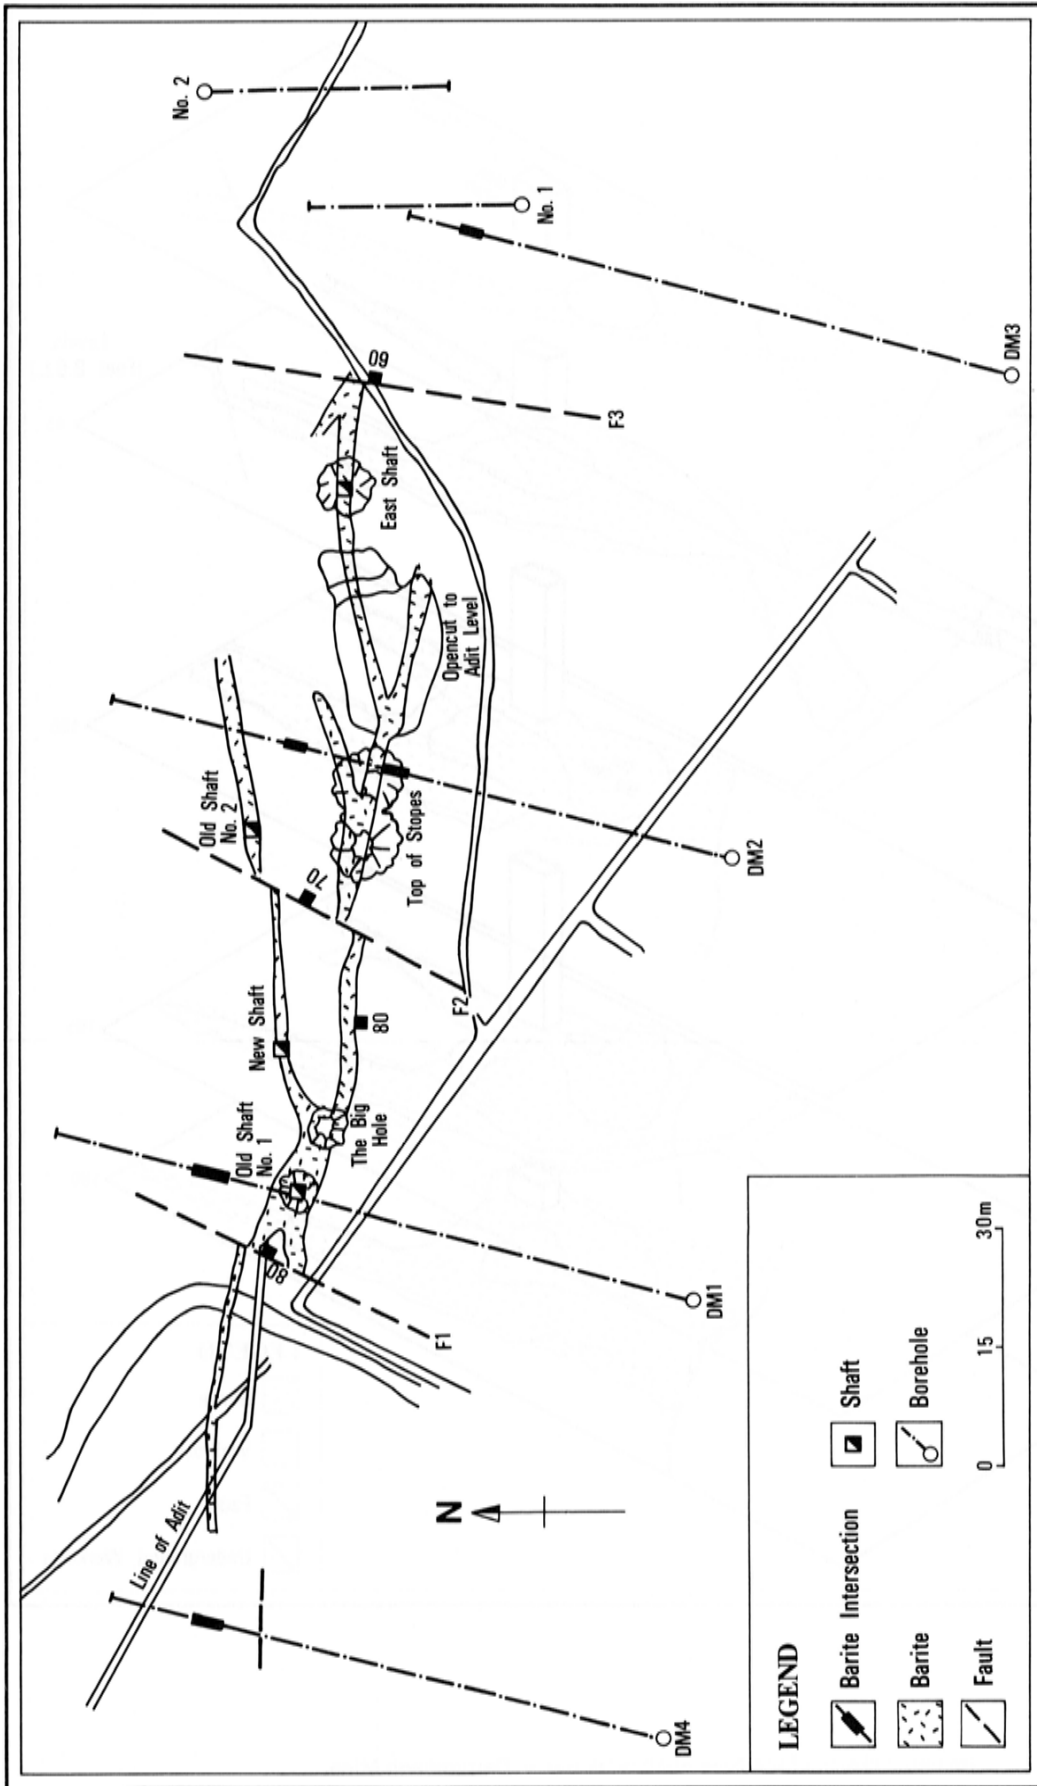 No. 2
No. 1
DM3
60
F3
East Shaft
Opencut to
Adit Level
Old Shaft
No. 2
Top of Stopes
70
DM2
F2
New Shaft
80
Old Shaft
No. 1
The Big
Hole
80
F1
DM1
Line of Adit
N
DM4
LEGEND
Barite Intersection
Shaft
Barite
Borehole
Fault
0 15 30m